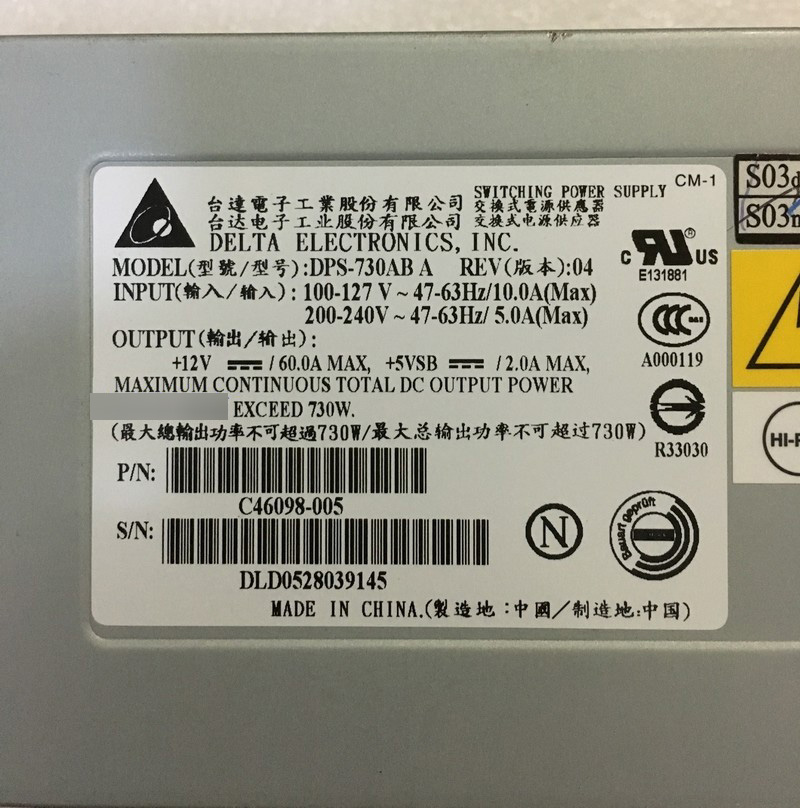 台達電子工業股份有限公司 SWITCHING POWER SUPPLY CM-1
交換式電源供應器
台达电子工业股份有限公司 交换式电源供应器
DELTA ELECTRONICS, INC.
MODEL(型號/型号):DPS-730AB A REV(版本):04
INPUT(輸入/输入): 100-127 V ~ 47-63Hz/10.0A(Max)
200-240V ~ 47-63Hz/ 5.0A(Max)
OUTPUT(輸出/输出):
+12V / 60.0A MAX, +5VSB / 2.0A MAX,
MAXIMUM CONTINUOUS TOTAL DC OUTPUT POWER
EXCEED 730W.
(最大總輸出功率不可超過730W/最大总输出功率不可超过730W)
P/N:
C46098-005
S/N:
DLD0528039145
MADE IN CHINA.(製造地:中國/制造地:中国)
C RU® US
E131881
CCC S&E
A000119
R33030
N
Bauart geprüft
S03d
S03m
HI-P